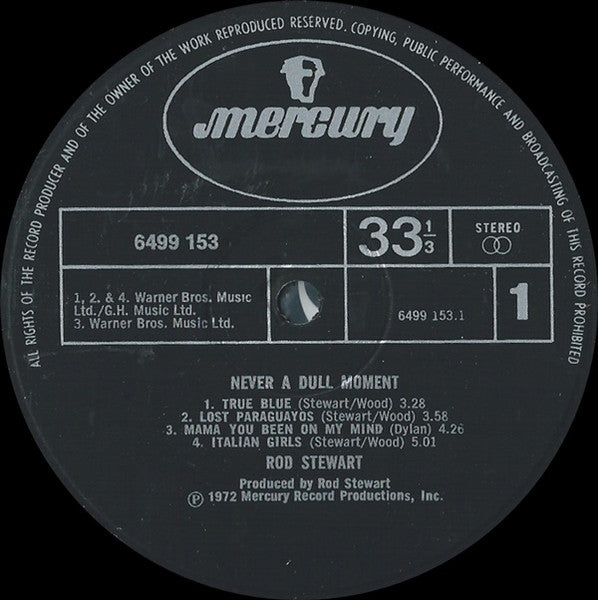 ALL RIGHTS OF THE RECORD PRODUCER AND OF THE OWNER OF THE WORK REPRODUCED RESERVED. COPYING, PUBLIC PERFORMANCE AND BROADCASTING OF THIS RECORD PROHIBITED
mercury
6499 153
33 1/3
STEREO
1, 2. & 4. Warner Bros. Music
Ltd./G.H. Music Ltd.
3. Warner Bros. Music Ltd.
6499 153.1
1
NEVER A DULL MOMENT
1. TRUE BLUE (Stewart/Wood) 3.28
2. LOST PARAGUAYOS (Stewart/Wood) 3.58
3. MAMA YOU BEEN ON MY MIND (Dylan) 4.26
4. ITALIAN GIRLS (Stewart/Wood) 5.01
ROD STEWART
Produced by Rod Stewart
℗ 1972 Mercury Record Productions, Inc.